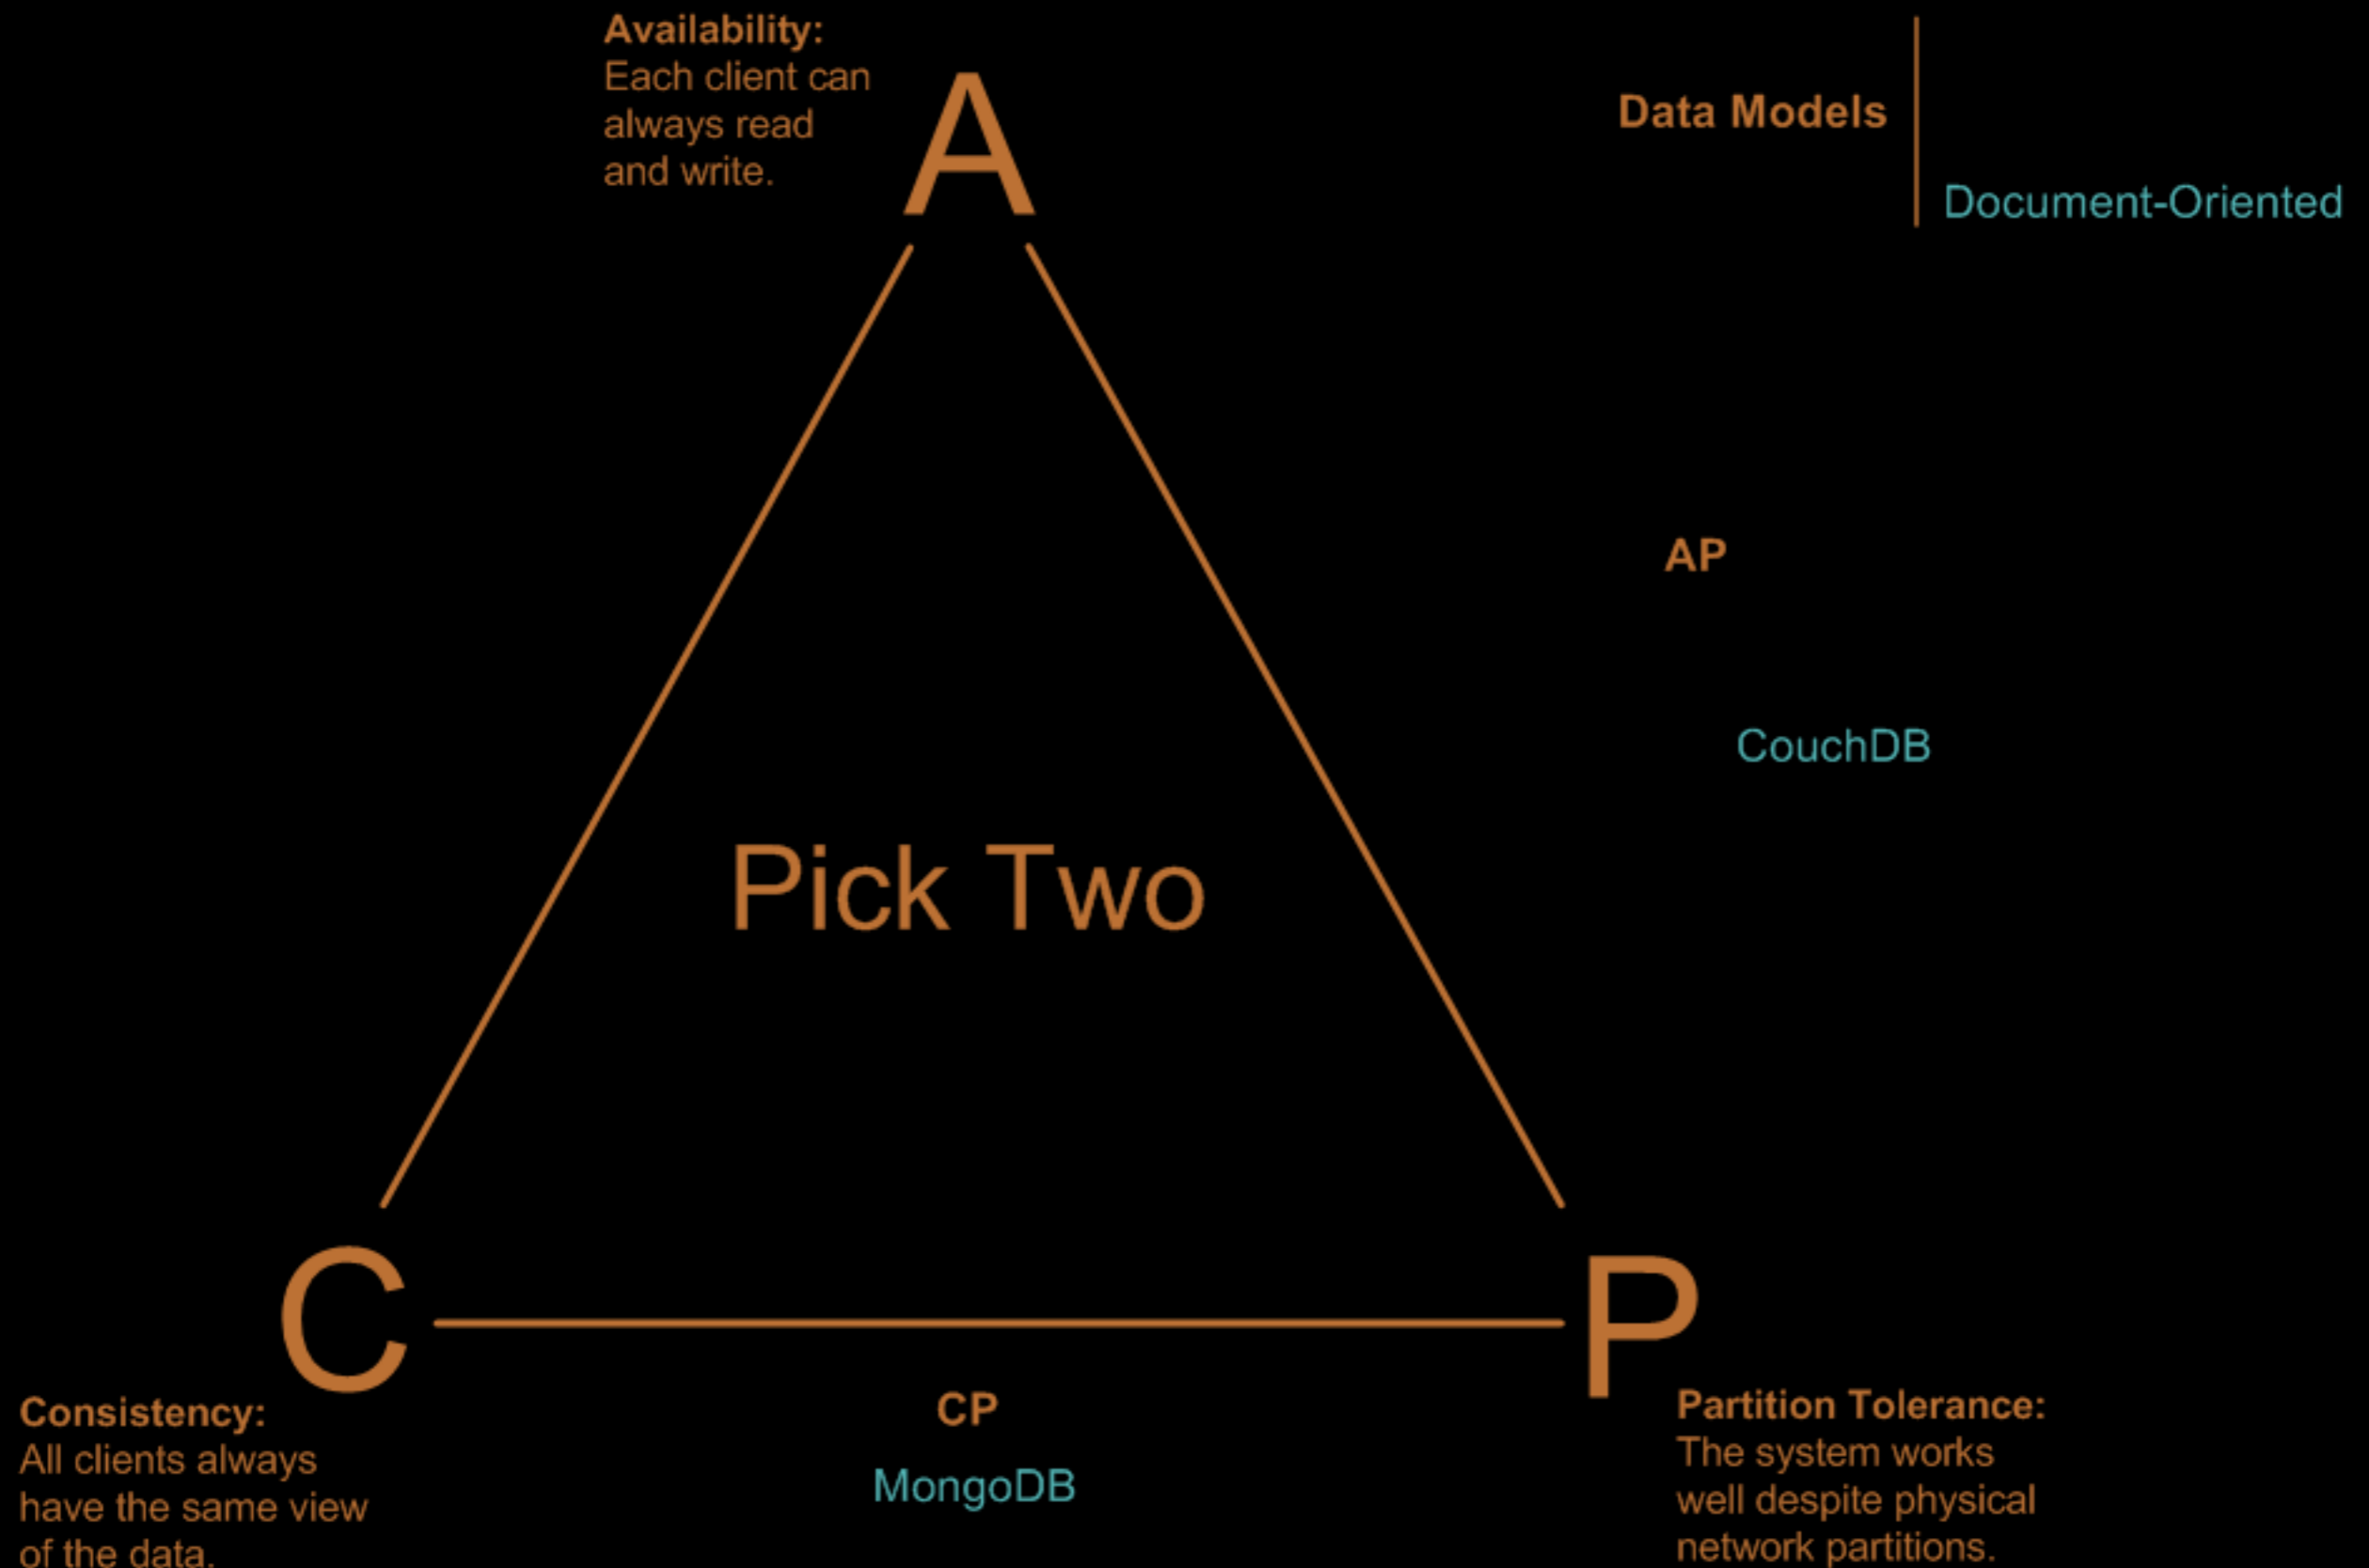 Availability:
Each client can
always read
and write.
A
Data Models
Document-Oriented
AP
CouchDB
Pick Two
C
P
Consistency:
All clients always
have the same view
of the data.
CP
MongoDB
Partition Tolerance:
The system works
well despite physical
network partitions.